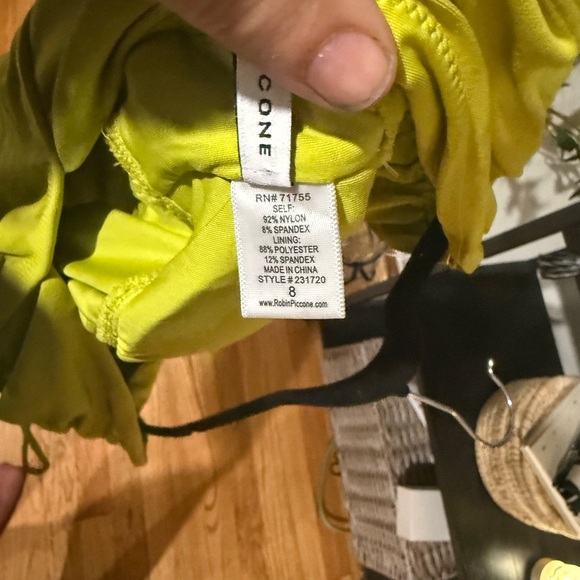 CONE
RN# 71755
SELF:
92% NYLON
8% SPANDEX
LINING:
88% POLYESTER
12% SPANDEX
MADE IN CHINA
STYLE # 231720
8
www.RobinPiccone.com